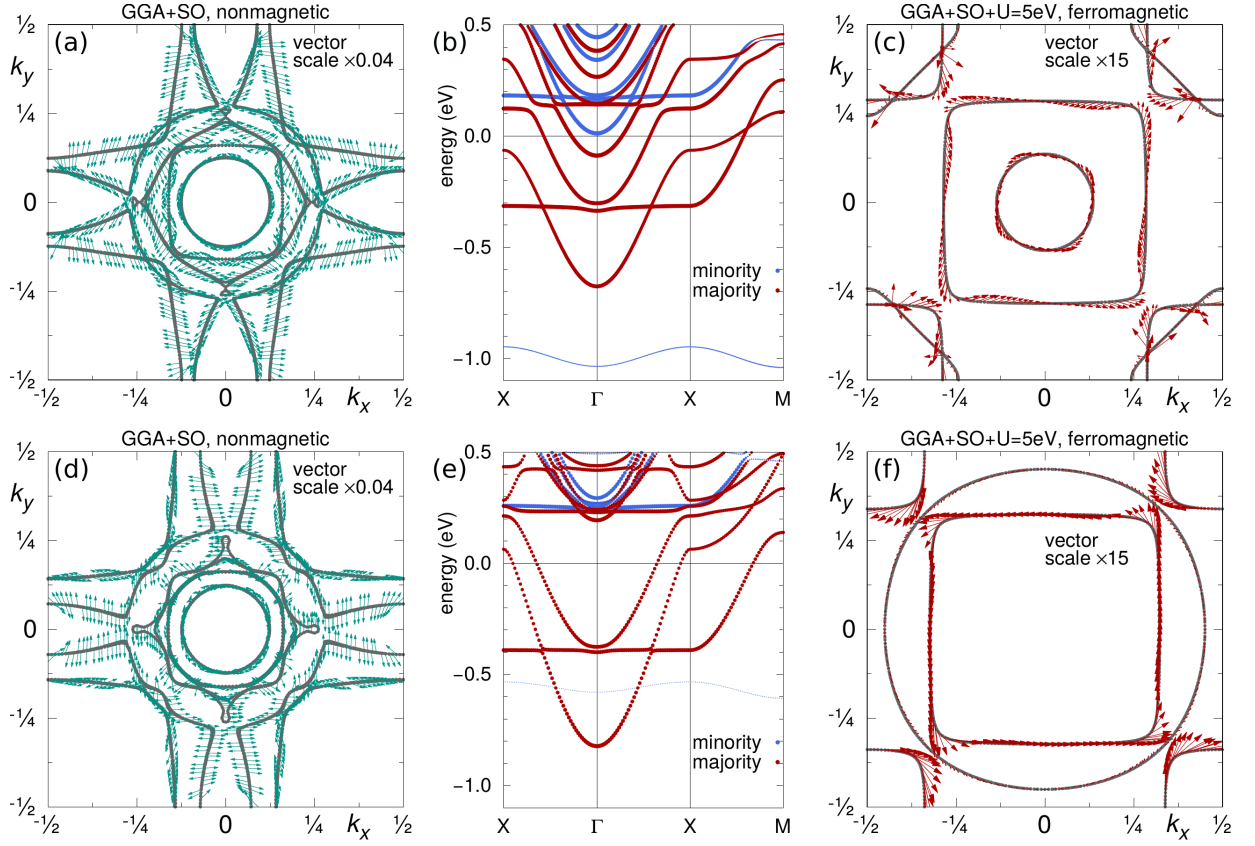 GGA+SO, nonmagnetic
(a)
vector
scale ×0.04
k_y
½
¼
0
-¼
-½
-½ -¼ 0 ¼ k_x ½
(b)
energy (eV)
0.5
0.0
−0.5
−1.0
minority
majority
X Γ X M
GGA+SO+U=5eV, ferromagnetic
(c)
vector
scale ×15
k_y
½
¼
0
-¼
-½
-½ -¼ 0 ¼ k_x ½
GGA+SO, nonmagnetic
(d)
vector
scale ×0.04
k_y
½
¼
0
-¼
-½
-½ -¼ 0 ¼ k_x ½
(e)
energy (eV)
0.5
0.0
−0.5
−1.0
minority
majority
X Γ X M
GGA+SO+U=5eV, ferromagnetic
(f)
vector
scale ×15
k_y
½
¼
0
-¼
-½
-½ -¼ 0 ¼ k_x ½